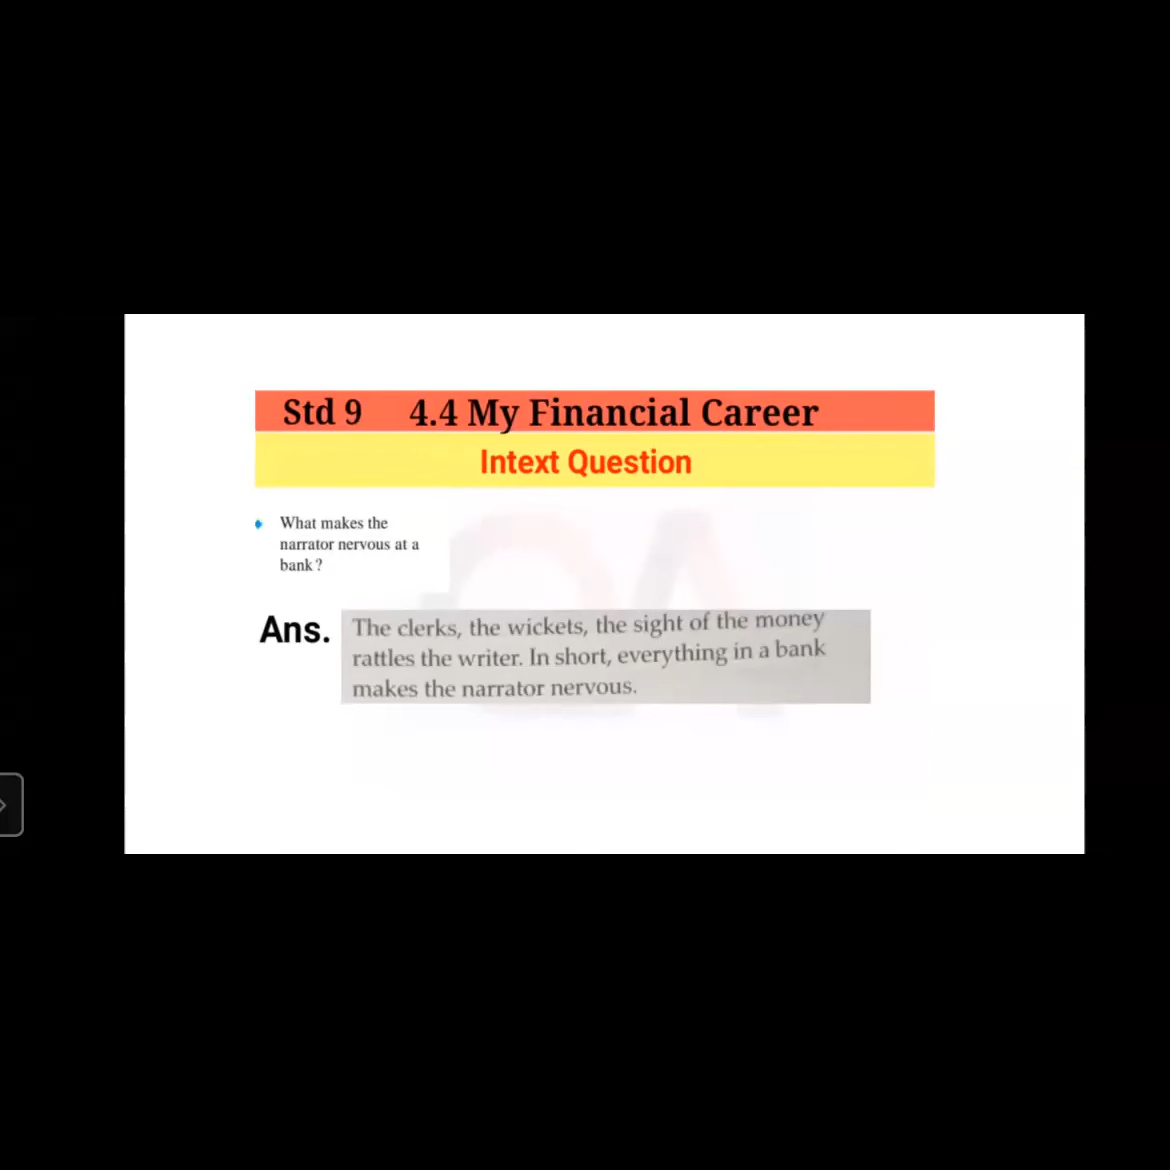 Std 9 4.4 My Financial Career
Intext Question
What makes the
narrator nervous at a
bank?
Ans. The clerks, the wickets, the sight of the money
rattles the writer. In short, everything in a bank
makes the narrator nervous.